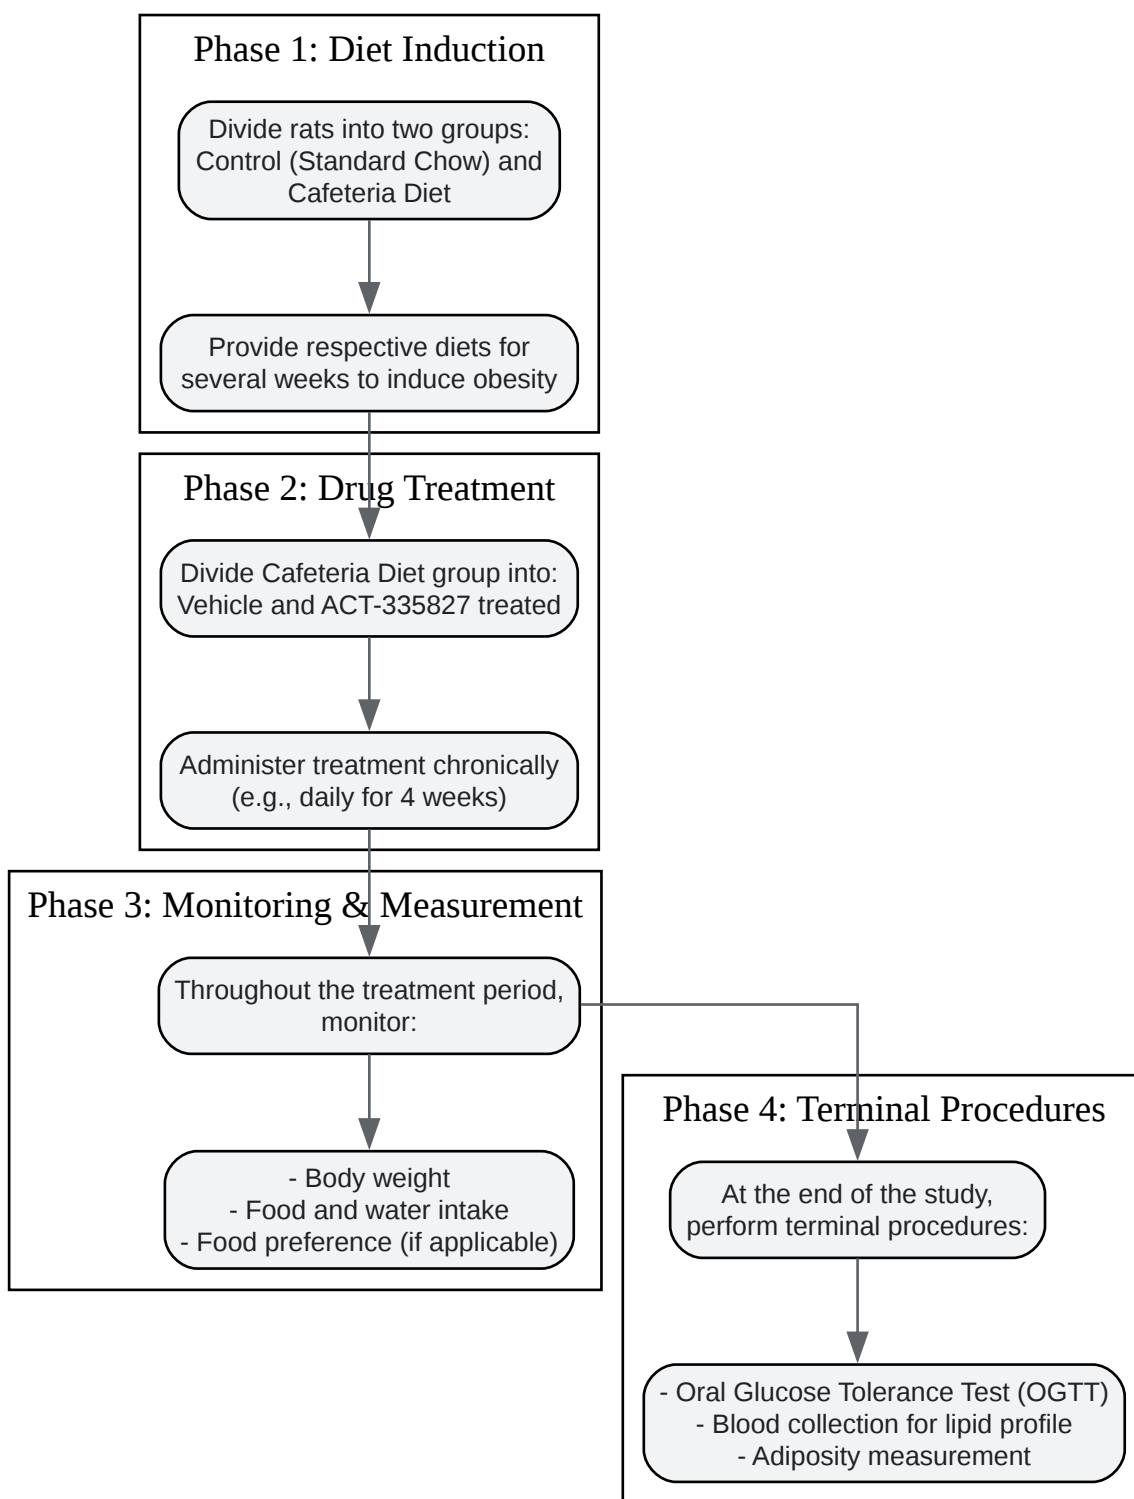 Phase 1: Diet Induction
Divide rats into two groups:
Control (Standard Chow) and
Cafeteria Diet
Provide respective diets for
several weeks to induce obesity
Phase 2: Drug Treatment
Divide Cafeteria Diet group into:
Vehicle and ACT-335827 treated
Administer treatment chronically
(e.g., daily for 4 weeks)
Phase 3: Monitoring & Measurement
Throughout the treatment period,
monitor:
- Body weight
- Food and water intake
- Food preference (if applicable)
Phase 4: Terminal Procedures
At the end of the study,
perform terminal procedures:
- Oral Glucose Tolerance Test (OGTT)
- Blood collection for lipid profile
- Adiposity measurement